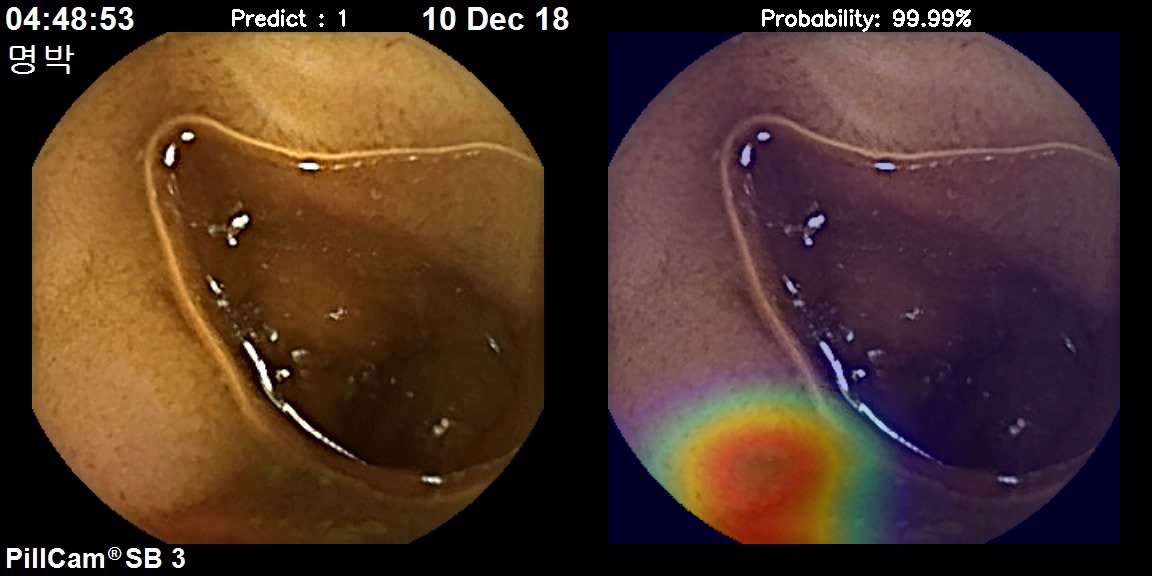 04:48:53
Predict : 1
10 Dec 18
Probability: 99.99%
명박
PillCam® SB 3